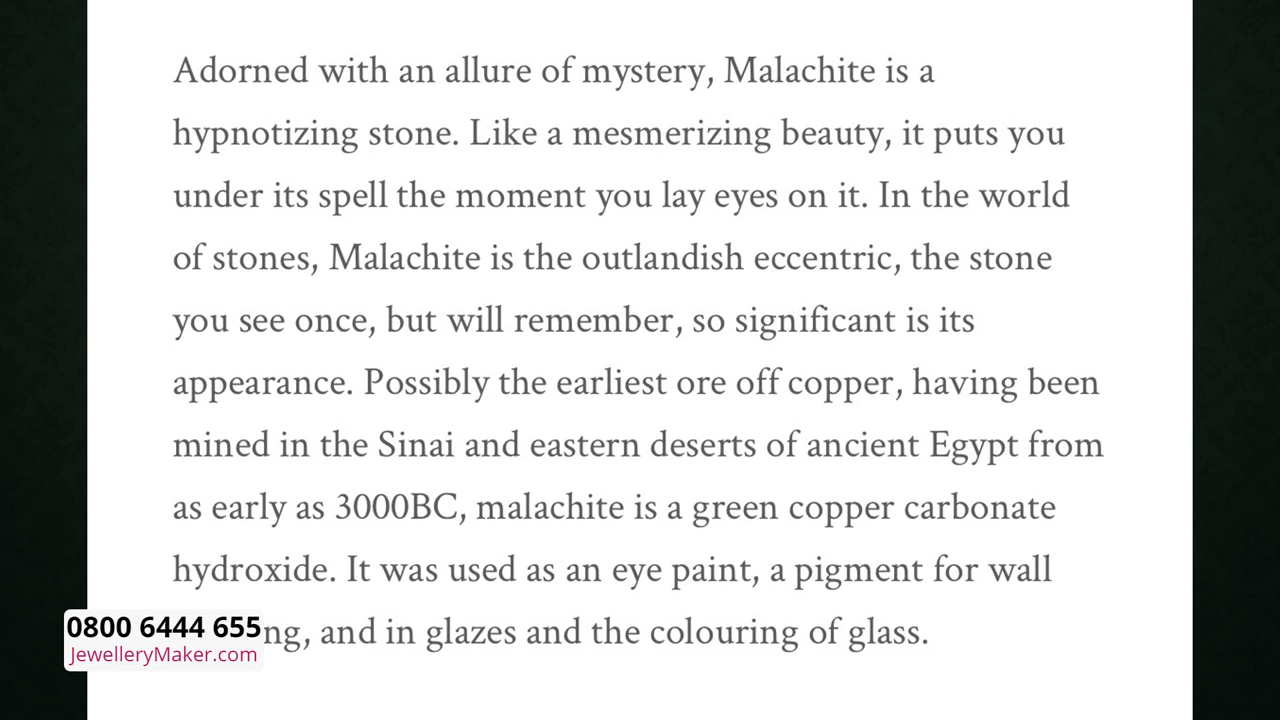 Adorned with an allure of mystery, Malachite is a
hypnotizing stone. Like a mesmerizing beauty, it puts you
under its spell the moment you lay eyes on it. In the world
of stones, Malachite is the outlandish eccentric, the stone
you see once, but will remember, so significant is its
appearance. Possibly the earliest ore off copper, having been
mined in the Sinai and eastern deserts of ancient Egypt from
as early as 3000BC, malachite is a green copper carbonate
hydroxide. It was used as an eye paint, a pigment for wall
ng, and in glazes and the colouring of glass.
0800 6444 655
JewelleryMaker.com